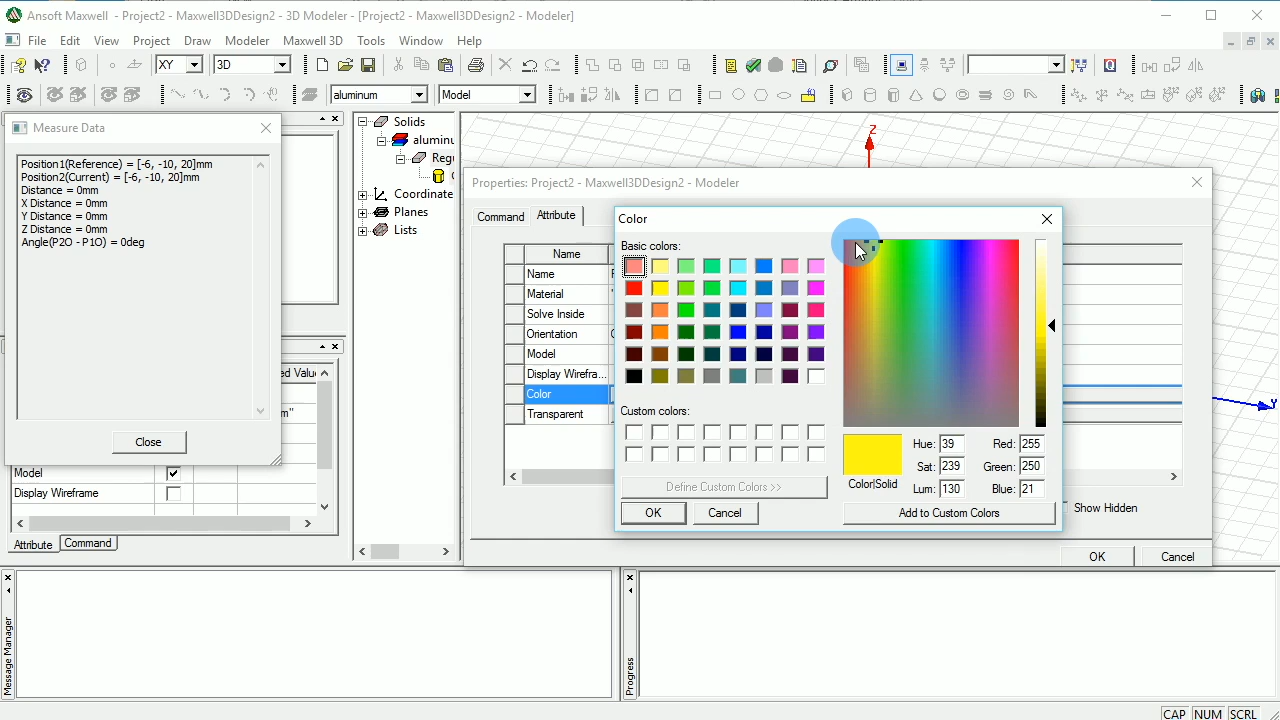 Ansoft Maxwell - Project2 - Maxwell3DDesign2 - 3D Modeler - [Project2 - Maxwell3DDesign2 - Modeler]
File Edit View Project Draw Modeler Maxwell 3D Tools Window Help
XY 3D
aluminum Model
Measure Data
Position1(Reference) = [-6, -10, 20]mm
Position2(Current) = [-6, -10, 20]mm
Distance = 0mm
X Distance = 0mm
Y Distance = 0mm
Z Distance = 0mm
Angle(P2O - P1O) = 0deg
Close
Model
Display Wireframe
Attribute Command
Solids
Coordinate
Planes
Lists
Z
Y
Properties: Project2 - Maxwell3DDesign2 - Modeler
Command Attribute
Name
Name
Material
Solve Inside
Orientation
Model
Display Wirefra...
Color
Transparent
Show Hidden
OK Cancel
Color
Basic colors:
Custom colors:
Define Custom Colors >>
OK Cancel
Color|Solid
Hue: 39 Red: 255
Sat: 239 Green: 250
Lum: 130 Blue: 21
Add to Custom Colors
Message Manager
Progress
CAP NUM SCRL